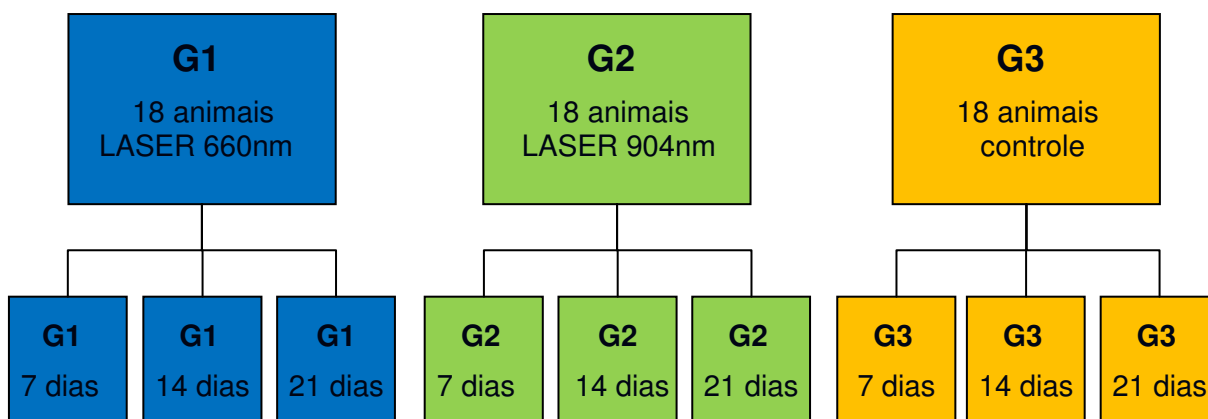 G1
18 animais
LASER 660nm
G2
18 animais
LASER 904nm
G3
18 animais
controle
G1
7 dias
G1
14 dias
G1
21 dias
G2
7 dias
G2
14 dias
G2
21 dias
G3
7 dias
G3
14 dias
G3
21 dias